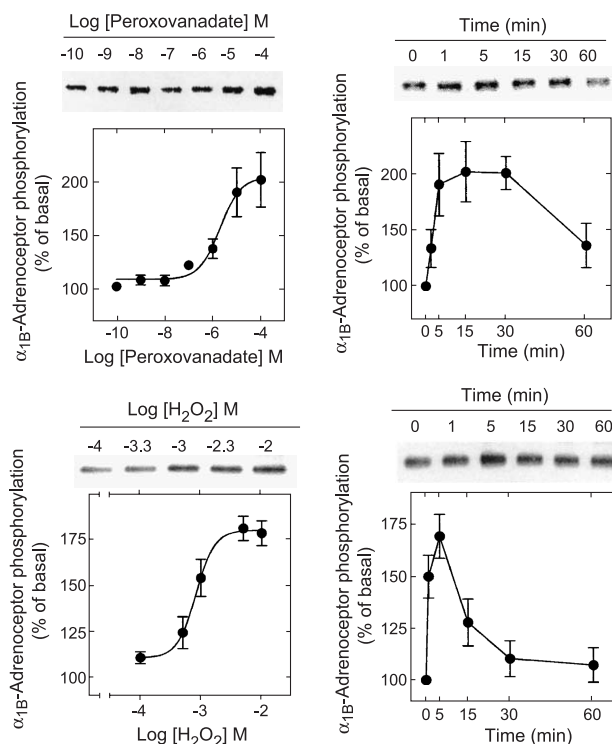 Log [Peroxovanadate] M
-10 -9 -8 -7 -6 -5 -4
α1B-Adrenoceptor phosphorylation
(% of basal)
200
150
100
-10 -8 -6 -4
Log [Peroxovanadate] M
Time (min)
0 1 5 15 30 60
α1B-Adrenoceptor phosphorylation
(% of basal)
200
150
100
0 5 15 30 60
Time (min)
Log [H2O2] M
-4 -3.3 -3 -2.3 -2
α1B-Adrenoceptor phosphorylation
(% of basal)
175
150
125
100
-4 -3 -2
Log [H2O2] M
Time (min)
0 1 5 15 30 60
α1B-Adrenoceptor phosphorylation
(% of basal)
175
150
125
100
0 5 15 30 60
Time (min)